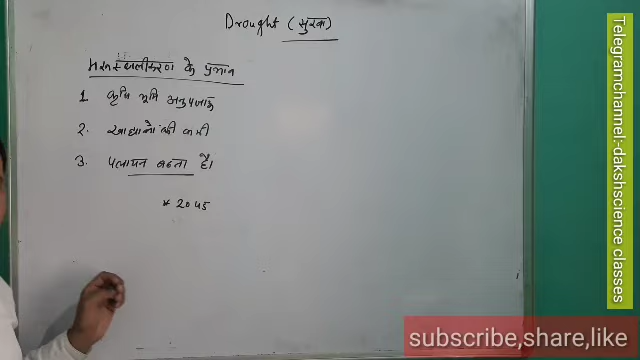 Drought (सुखा)
मरूस्थलीकरण के प्रभाव
1 कृषि भूमि अनुपजाऊ
2. खाद्यानों की कमी
3. पलायन बढता है।
* 2045
Telegramchannel:-dakshscience classes
subscribe,share,like